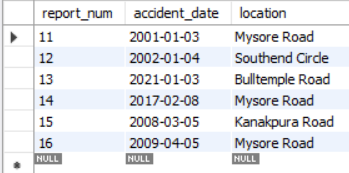 report_num accident_date location
11 2001-01-03 Mysore Road
12 2002-01-04 Southend Circle
13 2021-01-03 Bulltemple Road
14 2017-02-08 Mysore Road
15 2008-03-05 Kanakpura Road
16 2009-04-05 Mysore Road
NULL NULL NULL